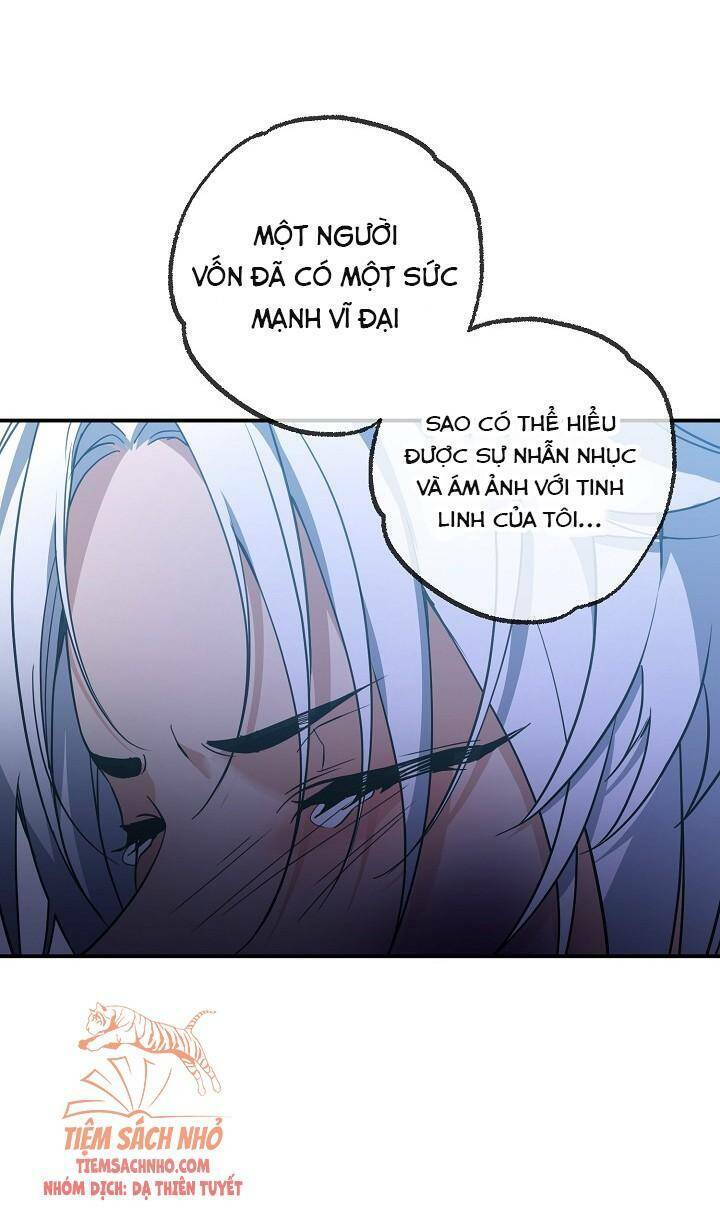 MỘT NGƯỜI
VỐN ĐÃ CÓ MỘT SỨC
MẠNH VĨ ĐẠI
SAO CÓ THỂ HIỂU
ĐƯỢC SỰ NHẪN NHỤC
VÀ ÁM ẢNH VỚI TINH
LINH CỦA TÔI...
TIỆM SÁCH NHỎ
TIEMSACHNHO.COM
NHÓM DỊCH: DẠ THIÊN TUYẾT